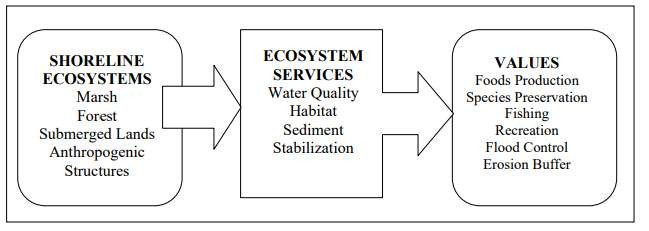 SHORELINE
ECOSYSTEMS
Marsh
Forest
Submerged Lands
Anthropogenic
Structures
ECOSYSTEM
SERVICES
Water Quality
Habitat
Sediment
Stabilization
VALUES
Foods Production
Species Preservation
Fishing
Recreation
Flood Control
Erosion Buffer